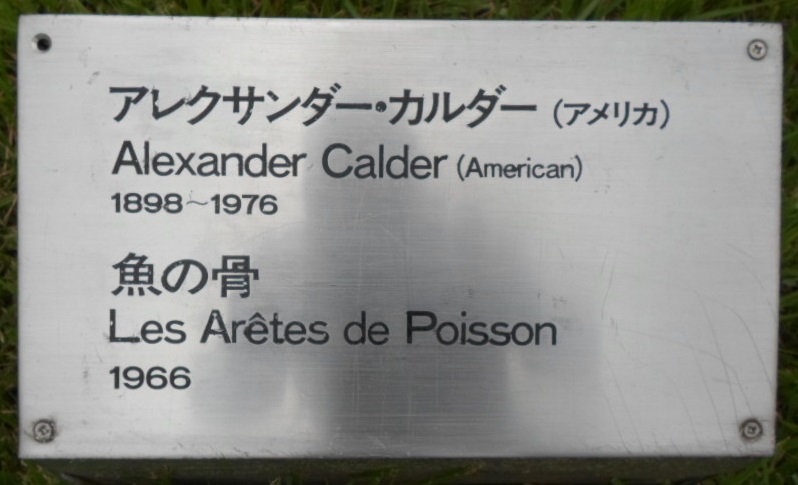 アレクサンダー・カルダー (アメリカ)
Alexander Calder (American)
1898~1976
魚の骨
Les Arêtes de Poisson
1966